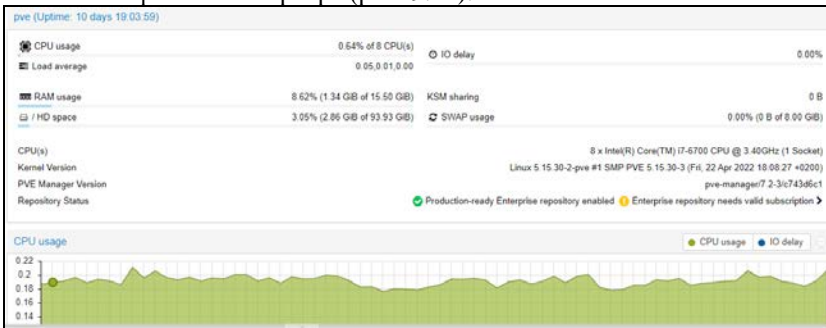 pve (Uptime: 10 days 19:03:59)
CPU usage 0.64% of 8 CPU(s)
IO delay 0.00%
Load average 0.05,0.01,0.00
RAM usage 8.62% (1.34 GiB of 15.50 GiB)
KSM sharing 0 B
/ HD space 3.05% (2.86 GiB of 93.93 GiB)
SWAP usage 0.00% (0 B of 8.00 GiB)
CPU(s) 8 x Intel(R) Core(TM) i7-6700 CPU @ 3.40GHz (1 Socket)
Kernel Version Linux 5.15.30-2-pve #1 SMP PVE 5.15.30-3 (Fri, 22 Apr 2022 18:08:27 +0200)
PVE Manager Version pve-manager/7.2-3/c743d6c1
Repository Status Production-ready Enterprise repository enabled Enterprise repository needs valid subscription
CPU usage
CPU usage IO delay
0.22
0.2
0.18
0.16
0.14